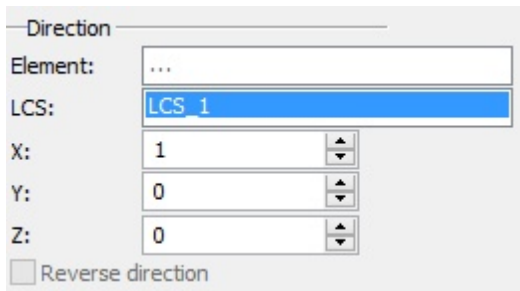 Direction
Element: ...
LCS: LCS_1
X: 1
Y: 0
Z: 0
Reverse direction